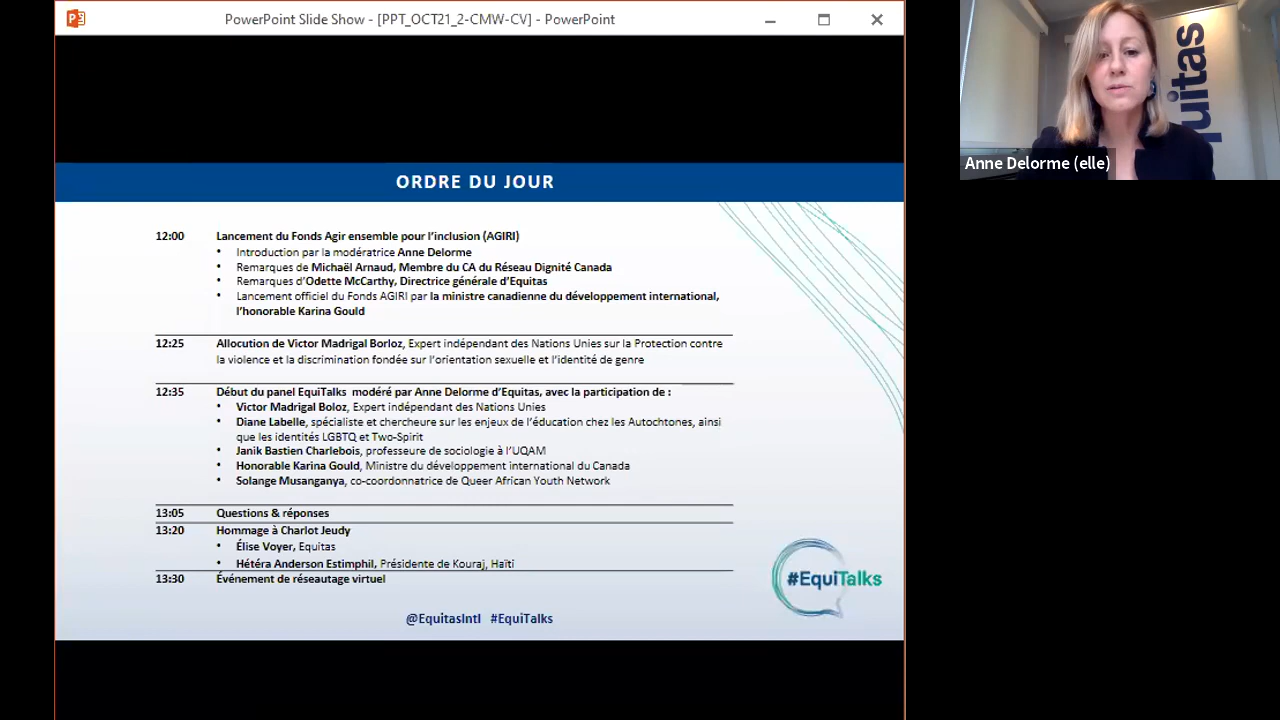 PowerPoint Slide Show - [PPT_OCT21_2-CMW-CV] - PowerPoint
uitas
Anne Delorme (elle)
ORDRE DU JOUR
12:00 Lancement du Fonds Agir ensemble pour l’inclusion (AGIRI)
• Introduction par la modératrice Anne Delorme
• Remarques de Michaël Arnaud, Membre du CA du Réseau Dignité Canada
• Remarques d’Odette McCarthy, Directrice générale d’Equitas
• Lancement officiel du Fonds AGIRI par la ministre canadienne du développement international,
l’honorable Karina Gould
12:25 Allocution de Victor Madrigal Borloz, Expert indépendant des Nations Unies sur la Protection contre
la violence et la discrimination fondée sur l’orientation sexuelle et l’identité de genre
12:35 Début du panel EquiTalks modéré par Anne Delorme d’Equitas, avec la participation de :
• Victor Madrigal Boloz, Expert indépendant des Nations Unies
• Diane Labelle, spécialiste et chercheure sur les enjeux de l’éducation chez les Autochtones, ainsi
que les identités LGBTQ et Two-Spirit
• Janik Bastien Charlebois, professeure de sociologie à l’UQAM
• Honorable Karina Gould, Ministre du développement international du Canada
• Solange Musanganya, co-coordonnatrice de Queer African Youth Network
13:05 Questions & réponses
13:20 Hommage à Charlot Jeudy
• Élise Voyer, Equitas
• Hétéra Anderson Estimphil, Présidente de Kouraj, Haïti
13:30 Événement de réseautage virtuel
#EquiTalks
@EquitasIntl #EquiTalks